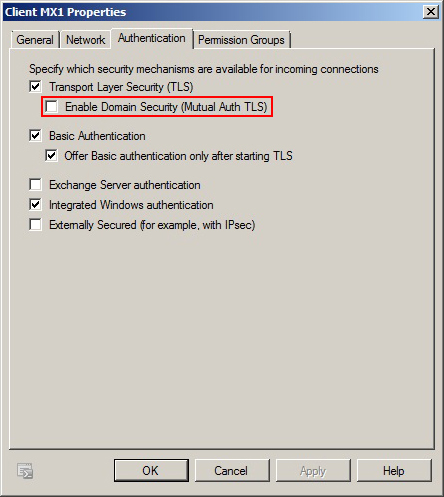 Client MX1 Properties
General Network Authentication Permission Groups
Specify which security mechanisms are available for incoming connections
Transport Layer Security (TLS)
Enable Domain Security (Mutual Auth TLS)
Basic Authentication
Offer Basic authentication only after starting TLS
Exchange Server authentication
Integrated Windows authentication
Externally Secured (for example, with IPsec)
OK Cancel Apply Help